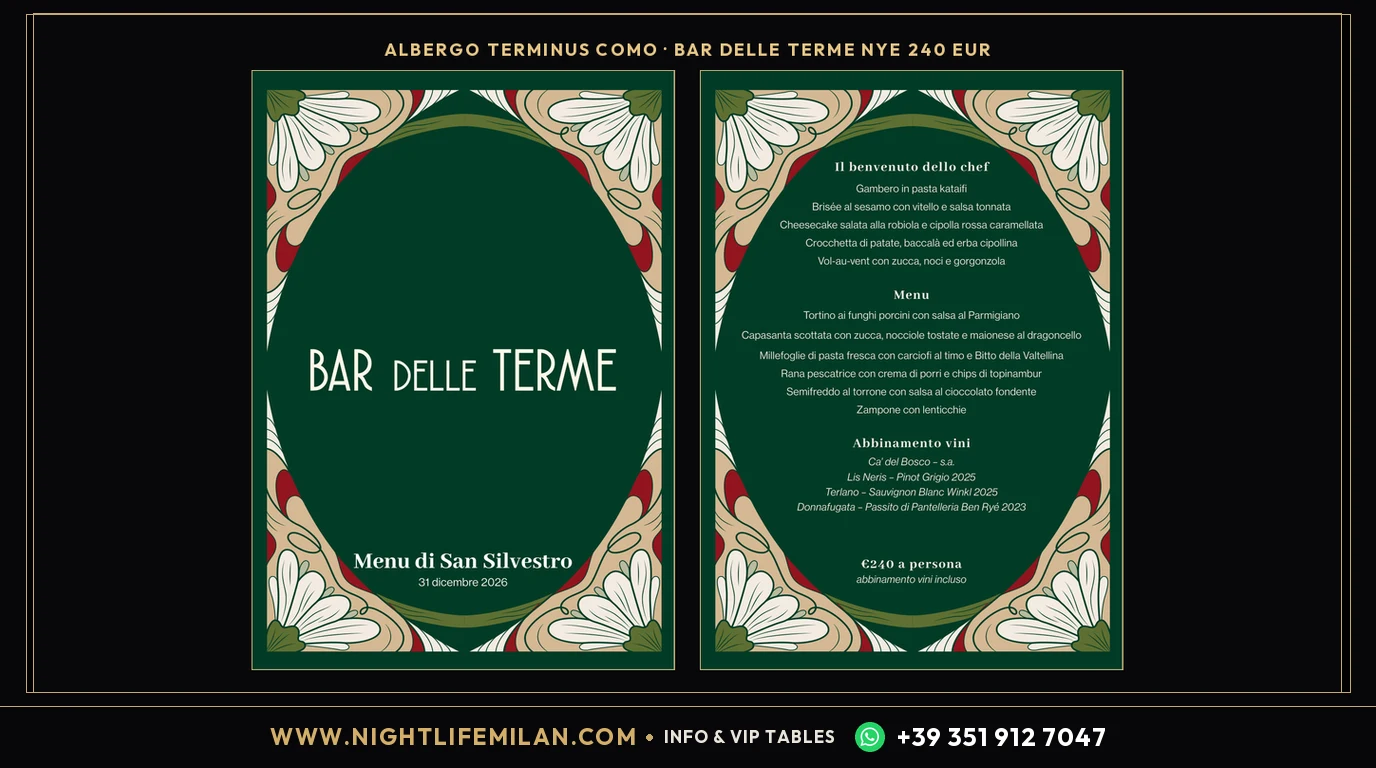 ALBERGO TERMINUS COMO · BAR DELLE TERME NYE 240 EUR
BAR DELLE TERME
Menu di San Silvestro
31 dicembre 2026
Il benvenuto dello chef
Gambero in pasta kataifi
Brisée al sesamo con vitello e salsa tonnata
Cheesecake salata alla robiola e cipolla rossa caramellata
Crocchetta di patate, baccalà ed erba cipollina
Vol-au-vent con zucca, noci e gorgonzola
Menu
Tortino ai funghi porcini con salsa al Parmigiano
Capasanta scottata con zucca, nocciole tostate e maionese al dragoncello
Millefoglie di pasta fresca con carciofi al timo e Bitto della Valtellina
Rana pescatrice con crema di porri e chips di topinambur
Semifreddo al torrone con salsa al cioccolato fondente
Zampone con lenticchie
Abbinamento vini
Ca' del Bosco – s.a.
Lis Neris – Pinot Grigio 2025
Terlano – Sauvignon Blanc Winkl 2025
Donnafugata – Passito di Pantelleria Ben Ryé 2023
€240 a persona
abbinamento vini incluso
WWW.NIGHTLIFEMILAN.COM • INFO & VIP TABLES +39 351 912 7047